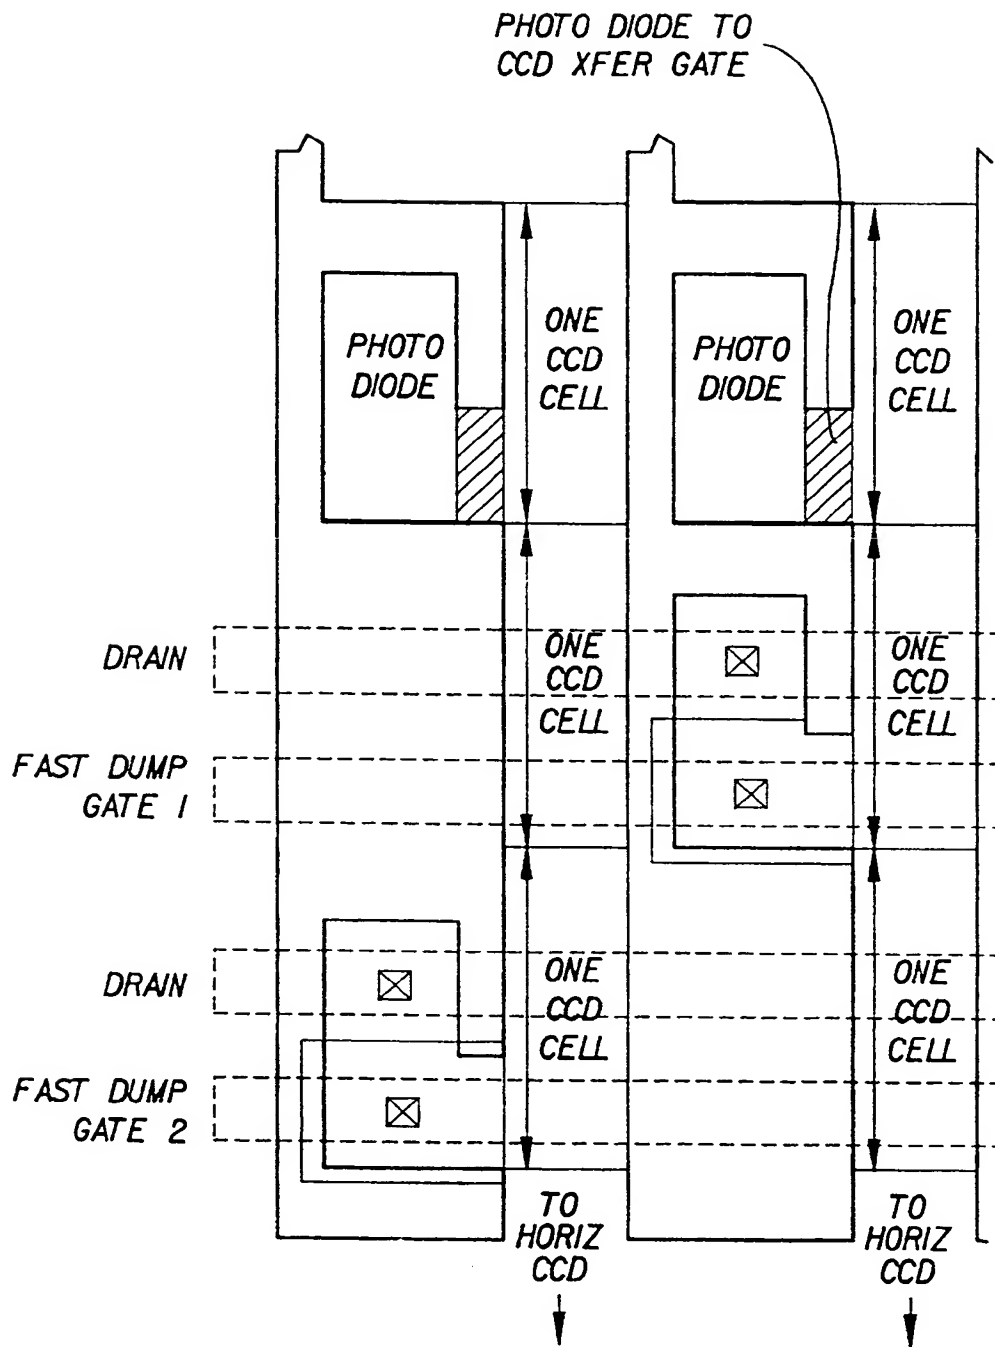 PHOTO DIODE TO
CCD XFER GATE
PHOTO
DIODE
ONE
CCD
CELL
PHOTO
DIODE
ONE
CCD
CELL
DRAIN
ONE
CCD
CELL
ONE
CCD
CELL
FAST DUMP
GATE 1
DRAIN
ONE
CCD
CELL
ONE
CCD
CELL
FAST DUMP
GATE 2
TO
HORIZ
CCD
TO
HORIZ
CCD